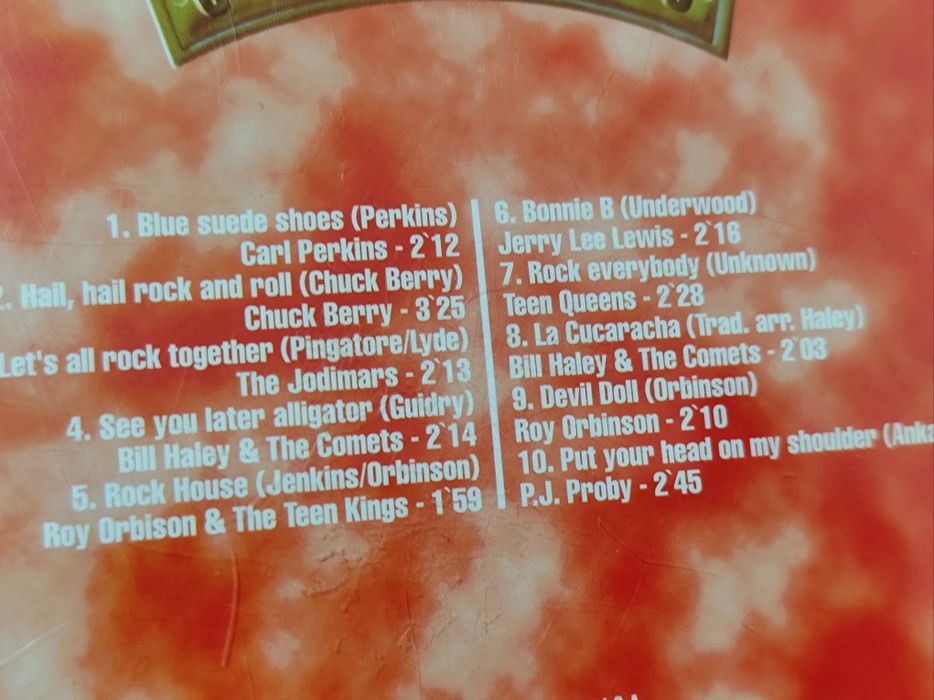 1. Blue suede shoes (Perkins)
Carl Perkins - 2`12
2. Hail, hail rock and roll (Chuck Berry)
Chuck Berry - 3`25
Let's all rock together (Pingatore/Lyde)
The Jodimars - 2`13
4. See you later alligator (Guidry)
Bill Haley & The Comets - 2`14
5. Rock House (Jenkins/Orbinson)
Roy Orbison & The Teen Kings - 1`59
6. Bonnie B (Underwood)
Jerry Lee Lewis - 2`16
7. Rock everybody (Unknown)
Teen Queens - 2`28
8. La Cucaracha (Trad. arr. Haley)
Bill Haley & The Comets - 2`03
9. Devil Doll (Orbinson)
Roy Orbinson - 2`10
10. Put your head on my shoulder (Anka
P.J. Proby - 2`45